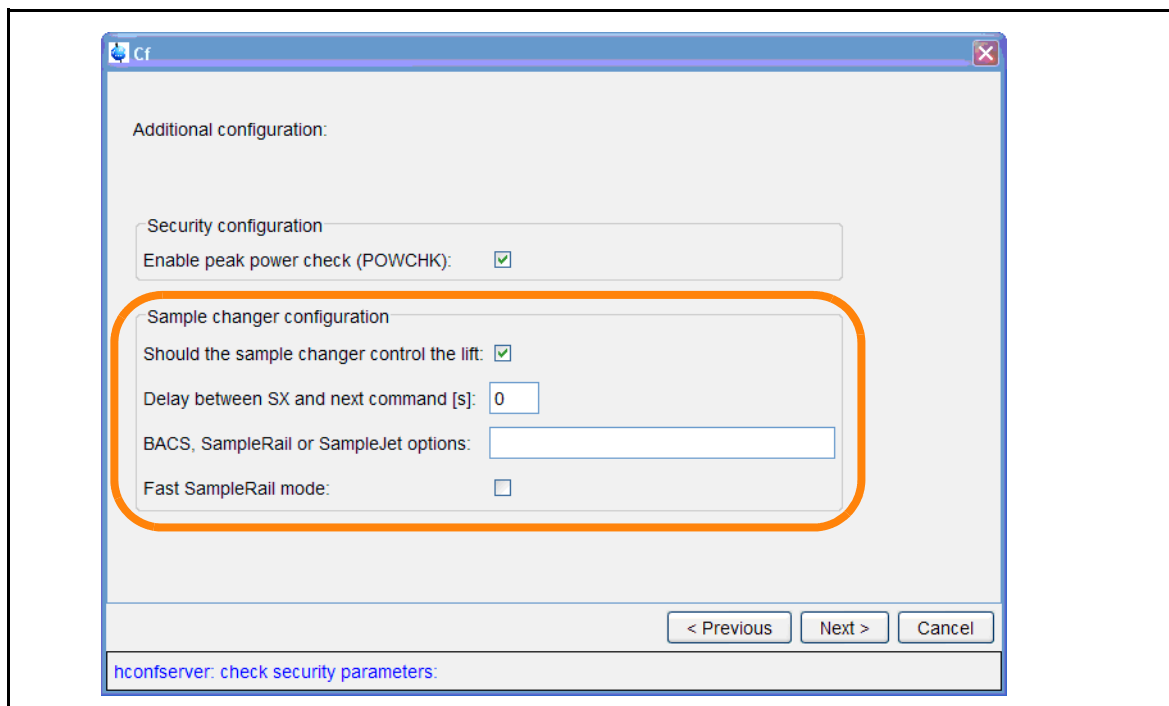 Cf
Additional configuration:
Security configuration
Enable peak power check (POWCHK):
Sample changer configuration
Should the sample changer control the lift:
Delay between SX and next command [s]: 0
BACS, SampleRail or SampleJet options:
Fast SampleRail mode:
< Previous Next > Cancel
hconfserver: check security parameters: